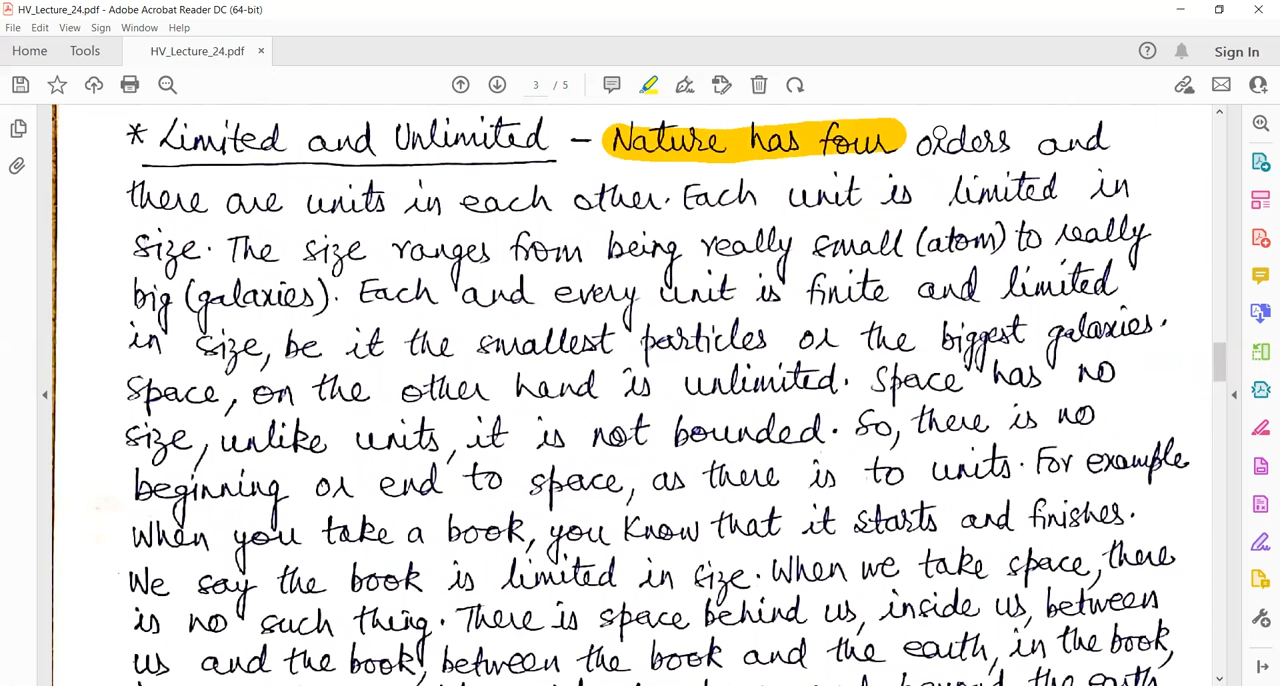 HV_Lecture_24.pdf - Adobe Acrobat Reader DC (64-bit)
File Edit View Sign Window Help
Home Tools HV_Lecture_24.pdf × Sign In
3 / 5
* Limited and Unlimited - Nature has four orders and
there are units in each other. Each unit is limited in
size. The size ranges from being really small (atom) to really
big (galaxies). Each and every unit is finite and limited
in size, be it the smallest particles or the biggest galaxies.
Space, on the other hand is unlimited. Space has no
size, unlike units, it is not bounded. So, there is no
beginning or end to space, as there is to units. For example
When you take a book, you know that it starts and finishes.
We say the book is limited in size. When we take space, there
is no such thing. There is space behind us, inside us, between
us and the book, between the book and the earth, in the book,
beyond the earth,